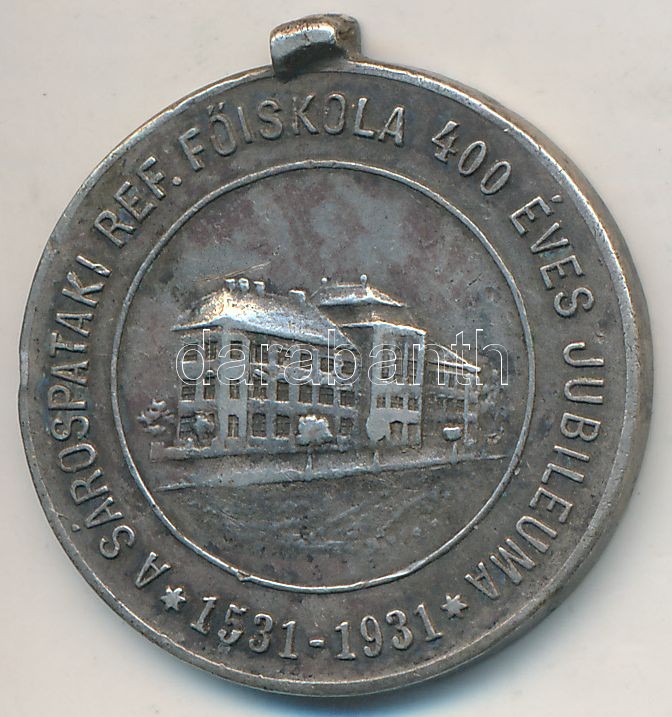 A SÁROSPATAKI REF. FŐISKOLA 400 ÉVES JUBILEUMA
* 1531-1931 *
darabanth